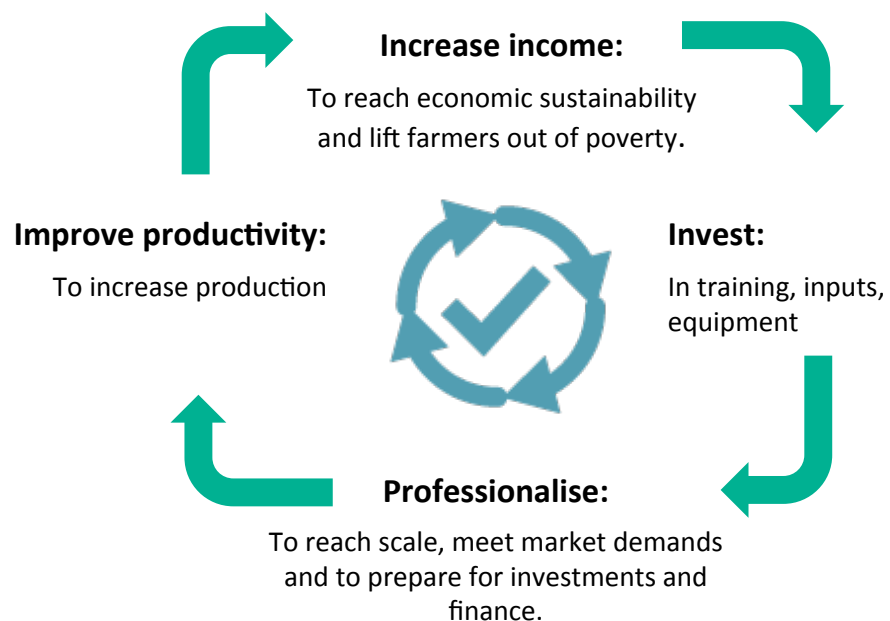 Increase income:
To reach economic sustainability
and lift farmers out of poverty.
Improve productivity:
To increase production
Invest:
In training, inputs,
equipment
Professionalise:
To reach scale, meet market demands
and to prepare for investments and
finance.